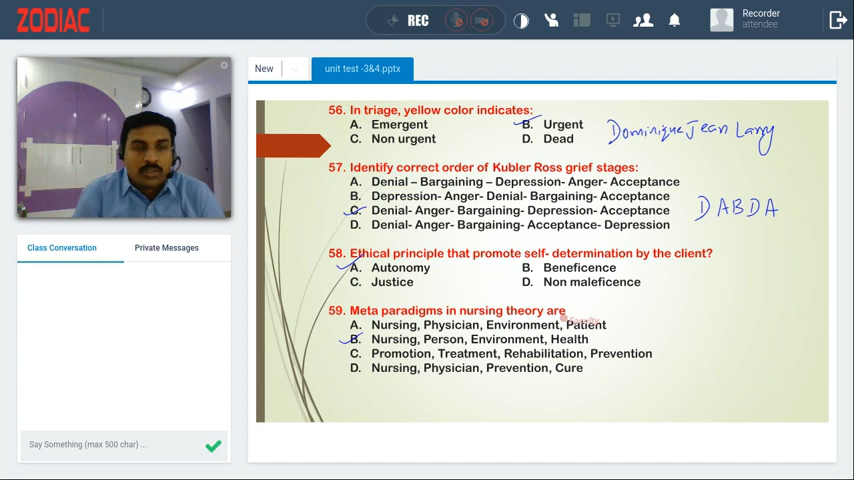 ZODIAC
REC
Recorder
attendee
New
unit test -3&4.pptx
56. In triage, yellow color indicates:
A. Emergent B. Urgent
C. Non urgent D. Dead
Dominique Jean Larry
57. Identify correct order of Kubler Ross grief stages:
A. Denial – Bargaining – Depression- Anger- Acceptance
B. Depression- Anger- Denial- Bargaining- Acceptance
C. Denial- Anger- Bargaining- Depression- Acceptance
D. Denial- Anger- Bargaining- Acceptance- Depression
DABDA
58. Ethical principle that promote self- determination by the client?
A. Autonomy B. Beneficence
C. Justice D. Non maleficence
59. Meta paradigms in nursing theory are
Faculty
A. Nursing, Physician, Environment, Patient
B. Nursing, Person, Environment, Health
C. Promotion, Treatment, Rehabilitation, Prevention
D. Nursing, Physician, Prevention, Cure
Class Conversation
Private Messages
Say Something (max 500 char) ...